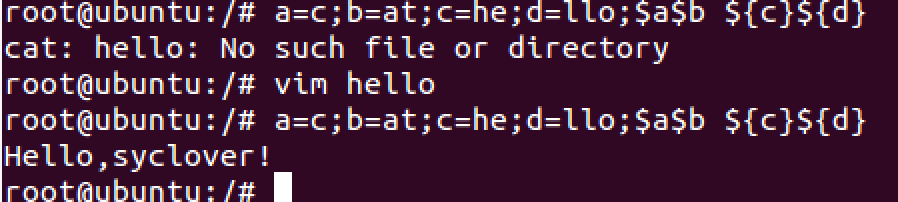 root@ubuntu:/# a=c;b=at;c=he;d=llo;$a$b ${c}${d}
cat: hello: No such file or directory
root@ubuntu:/# vim hello
root@ubuntu:/# a=c;b=at;c=he;d=llo;$a$b ${c}${d}
Hello,syclover!
root@ubuntu:/#